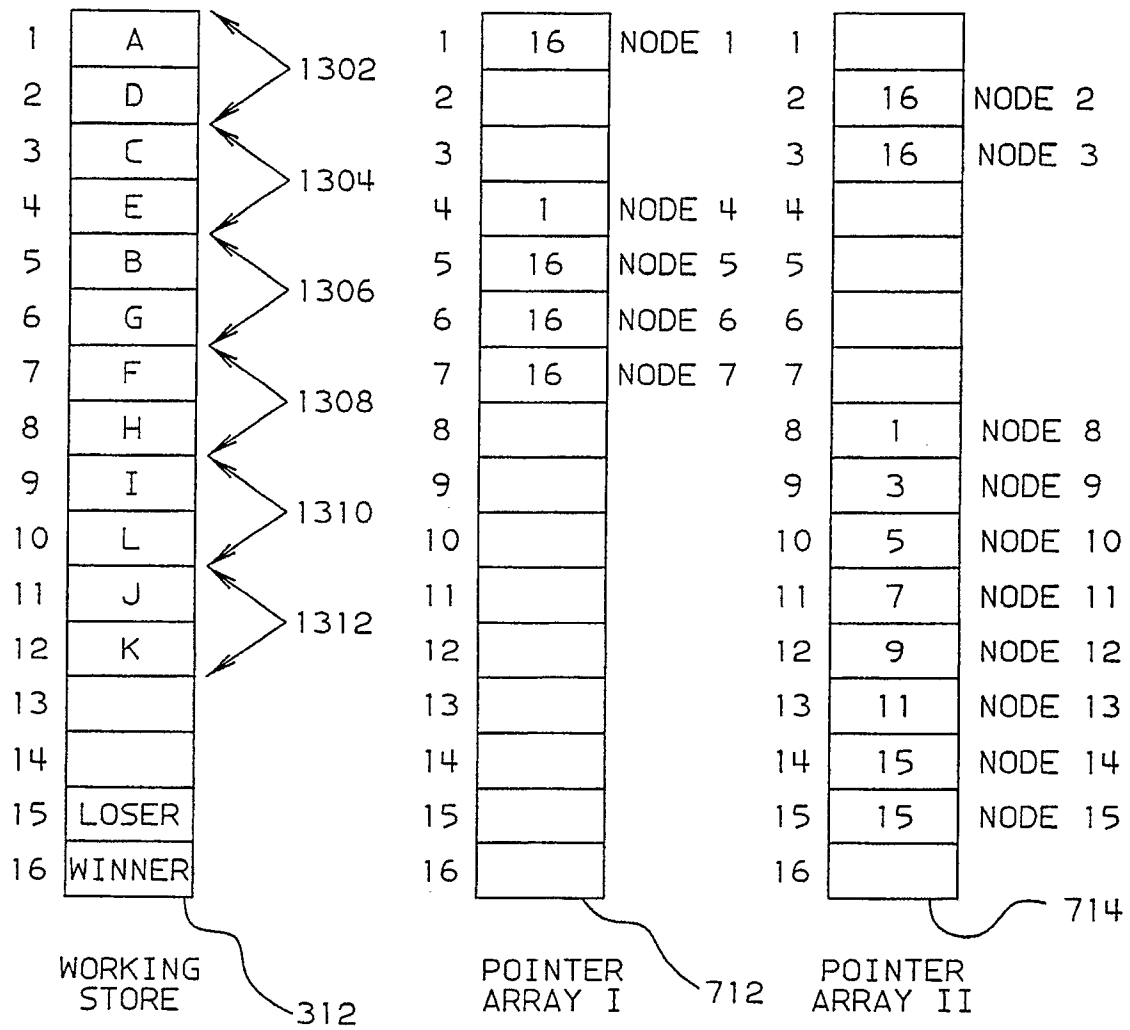 1 A
2 D
3 C
4 E
5 B
6 G
7 F
8 H
9 I
10 L
11 J
12 K
13
14
15 LOSER
16 WINNER
1302
1304
1306
1308
1310
1312
WORKING
STORE
312
1 16 NODE 1
2
3
4 1 NODE 4
5 16 NODE 5
6 16 NODE 6
7 16 NODE 7
8
9
10
11
12
13
14
15
16
POINTER
ARRAY I
712
1
2 16 NODE 2
3 16 NODE 3
4
5
6
7
8 1 NODE 8
9 3 NODE 9
10 5 NODE 10
11 7 NODE 11
12 9 NODE 12
13 11 NODE 13
14 15 NODE 14
15 15 NODE 15
16
POINTER
ARRAY II
714